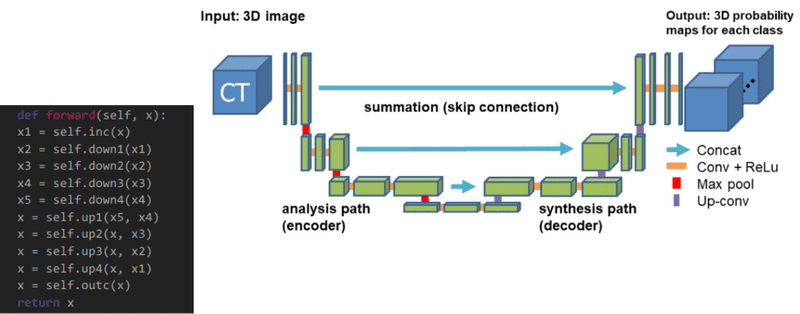 def forward(self, x):
x1 = self.inc(x)
x2 = self.down1(x1)
x3 = self.down2(x2)
x4 = self.down3(x3)
x5 = self.down4(x4)
x = self.up1(x5, x4)
x = self.up2(x, x3)
x = self.up3(x, x2)
x = self.up4(x, x1)
x = self.outc(x)
return x
Input: 3D image
CT
summation (skip connection)
analysis path
(encoder)
synthesis path
(decoder)
Output: 3D probability
maps for each class
Concat
Conv + ReLu
Max pool
Up-conv